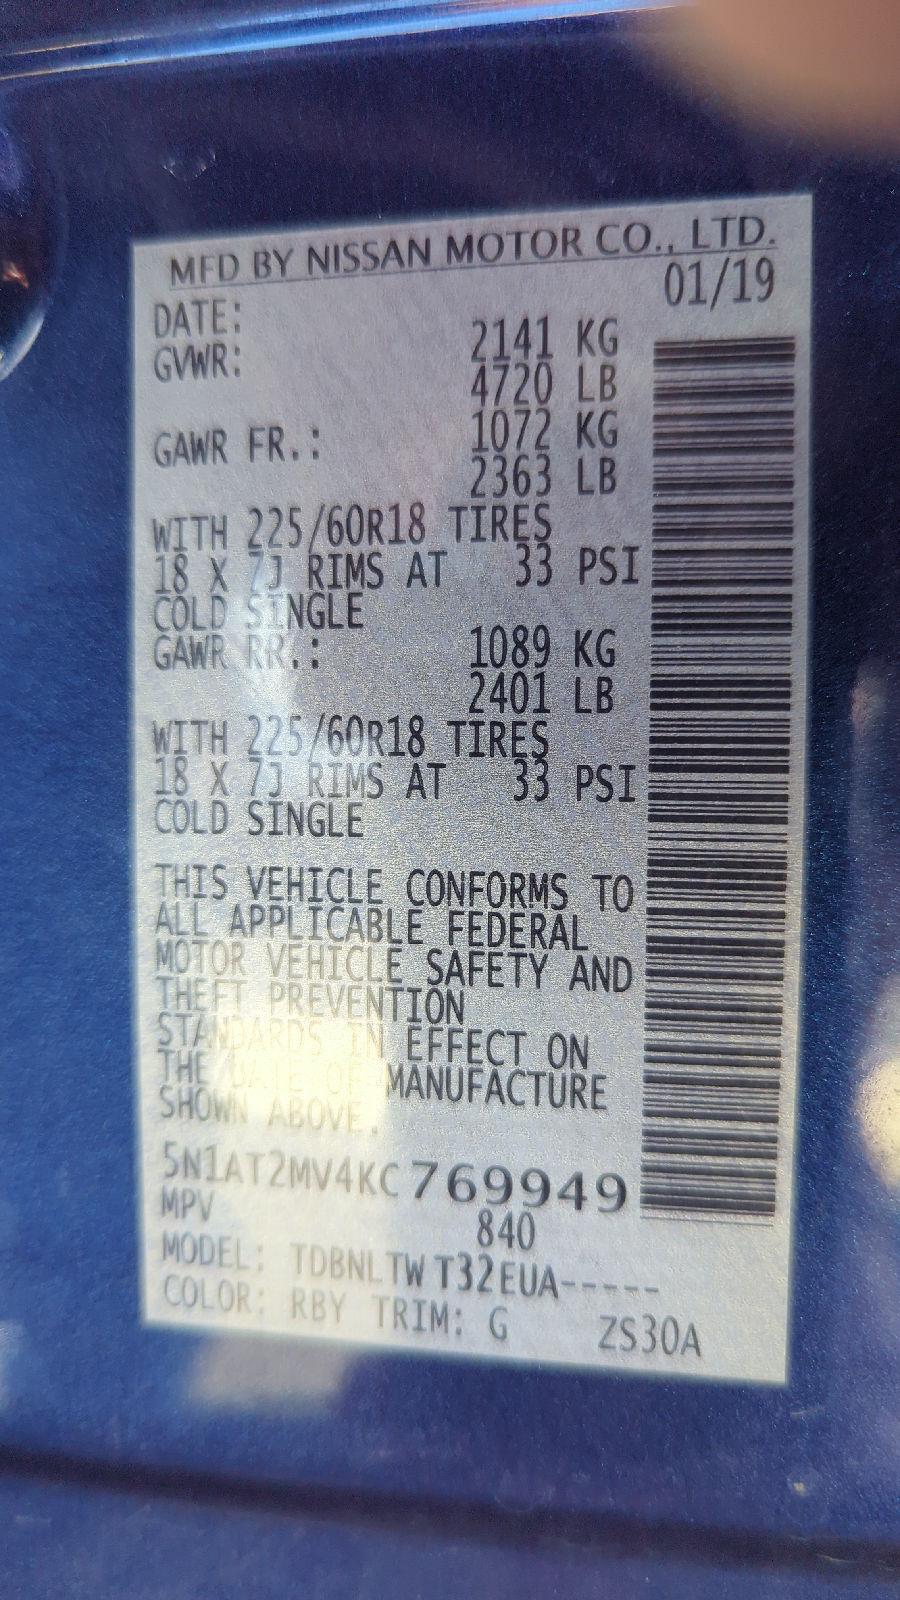 MFD BY NISSAN MOTOR CO., LTD.
DATE: 01/19
GVWR: 2141 KG
4720 LB
GAWR FR.: 1072 KG
2363 LB
WITH 225/60R18 TIRES
18 X 7J RIMS AT 33 PSI
COLD SINGLE
GAWR RR.: 1089 KG
2401 LB
WITH 225/60R18 TIRES
18 X 7J RIMS AT 33 PSI
COLD SINGLE
THIS VEHICLE CONFORMS TO
ALL APPLICABLE FEDERAL
MOTOR VEHICLE SAFETY AND
THEFT PREVENTION
STANDARDS IN EFFECT ON
THE DATE OF MANUFACTURE
SHOWN ABOVE.
5N1AT2MV4KC769949
MPV 840
MODEL: TDBNLTWT32EUA-----
COLOR: RBY TRIM: G ZS30A